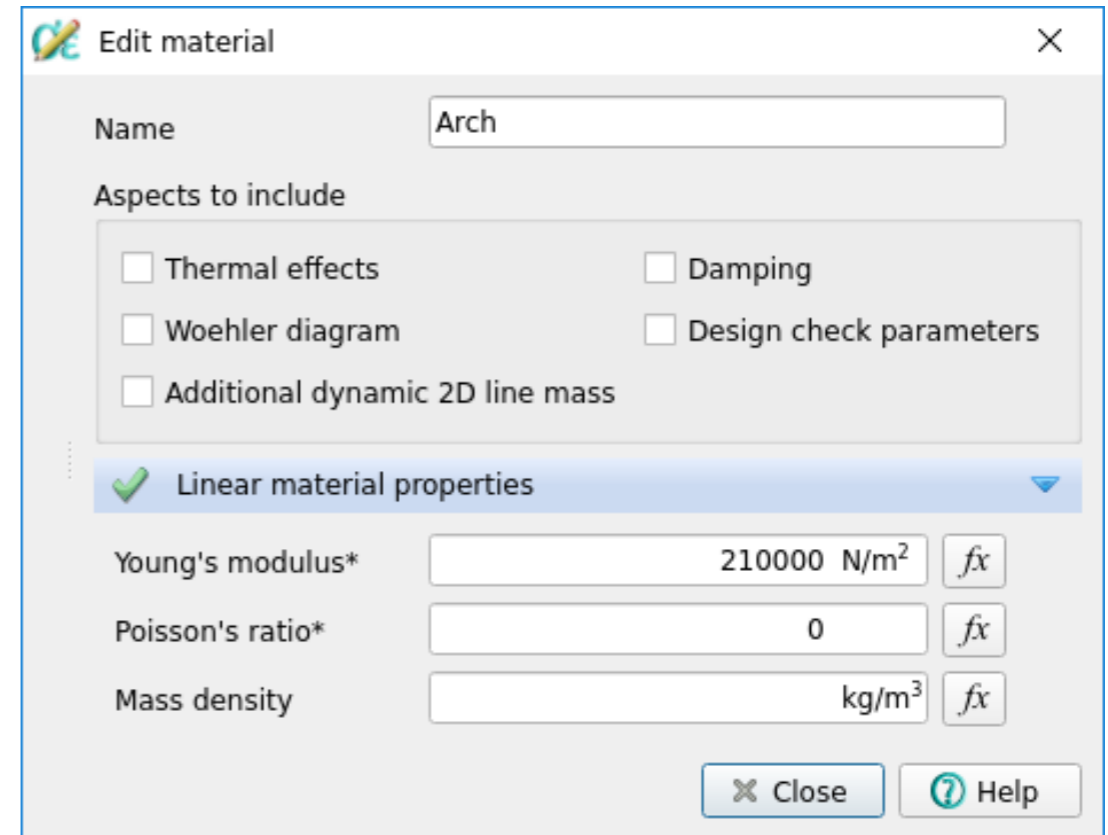 Edit material
Name Arch
Aspects to include
Thermal effects Damping
Woehler diagram Design check parameters
Additional dynamic 2D line mass
Linear material properties
Young's modulus* 210000 N/m² fx
Poisson's ratio* 0 fx
Mass density kg/m³ fx
Close Help